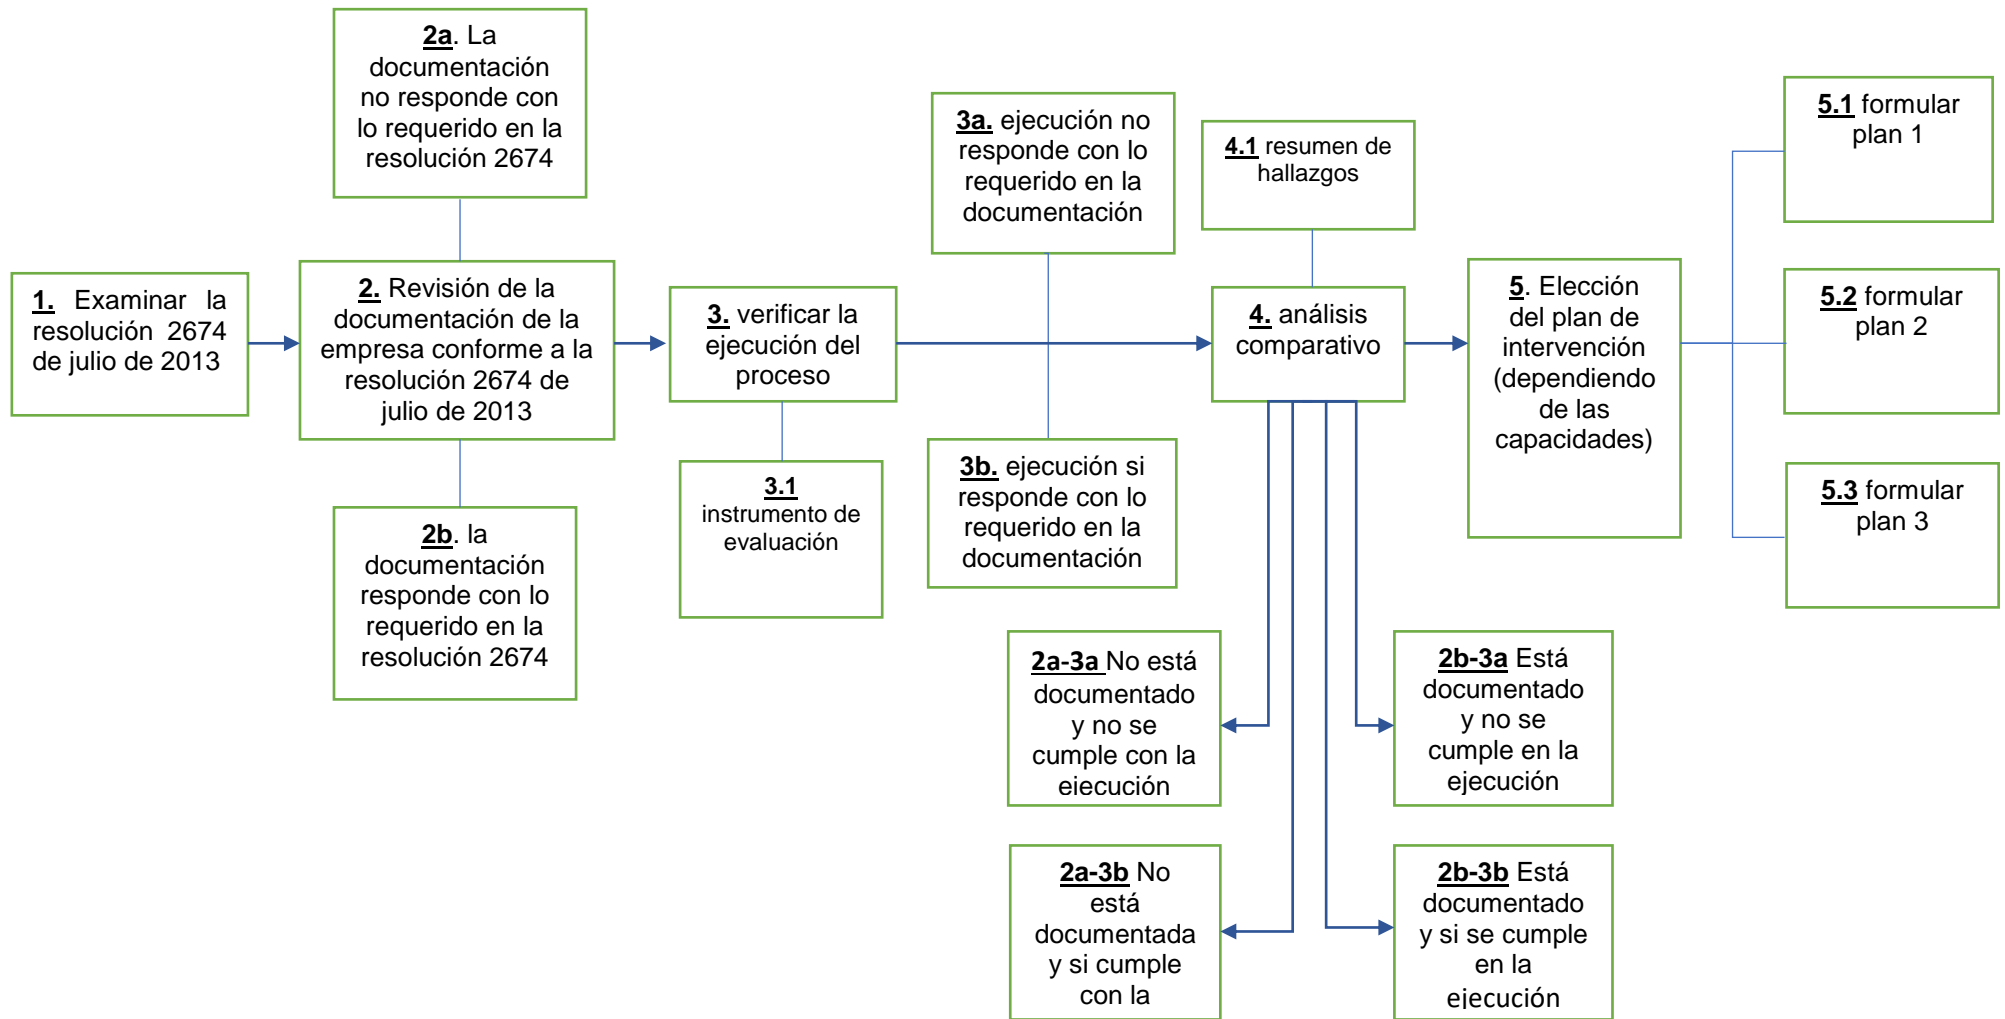 1. Examinar la
resolución 2674
de julio de 2013
2a. La
documentación
no responde con
lo requerido en la
resolución 2674
2. Revisión de la
documentación de la
empresa conforme a la
resolución 2674 de
julio de 2013
2b. la
documentación
responde con lo
requerido en la
resolución 2674
3. verificar la
ejecución del
proceso
3.1
instrumento de
evaluación
3a. ejecución no
responde con lo
requerido en la
documentación
3b. ejecución si
responde con lo
requerido en la
documentación
4.1 resumen de
hallazgos
4. análisis
comparativo
2a-3a No está
documentado
y no se
cumple con la
ejecución
2a-3b No
está
documentada
y si cumple
con la
2b-3a Está
documentado
y no se
cumple en la
ejecución
2b-3b Está
documentado
y si se cumple
en la
ejecución
5. Elección
del plan de
intervención
(dependiendo
de las
capacidades)
5.1 formular
plan 1
5.2 formular
plan 2
5.3 formular
plan 3